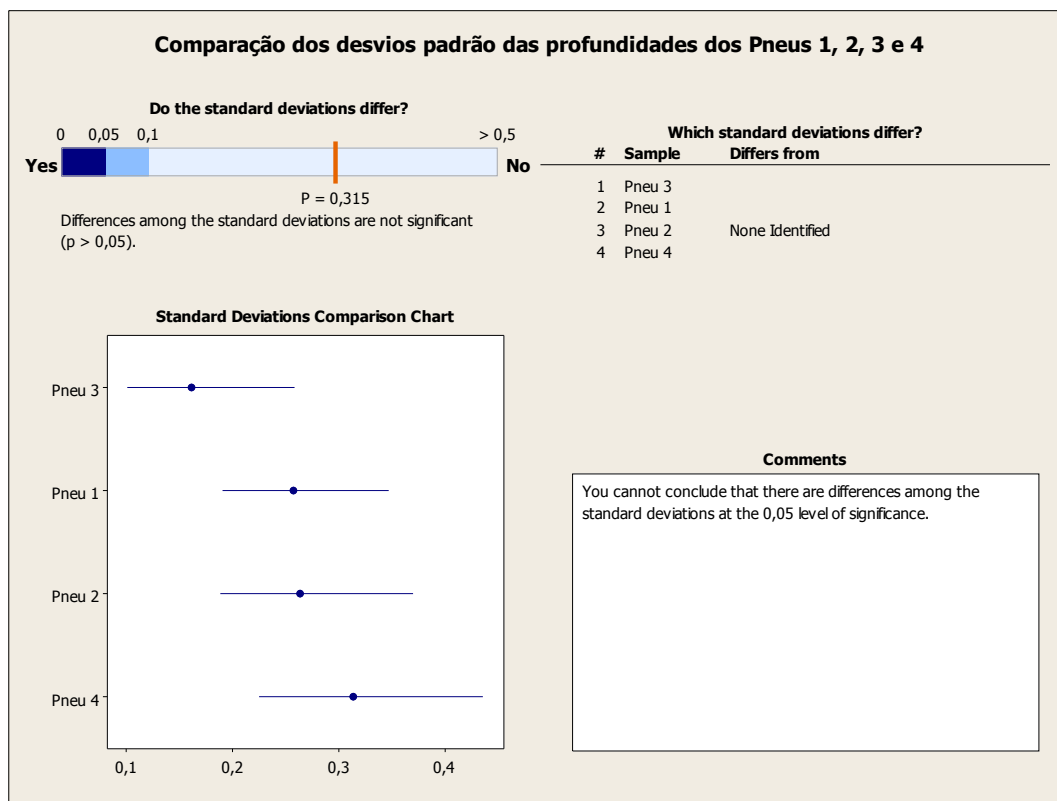 Comparação dos desvios padrão das profundidades dos Pneus 1, 2, 3 e 4
Do the standard deviations differ?
0 0,05 0,1 > 0,5
Yes No
P = 0,315
Differences among the standard deviations are not significant
(p > 0,05).
Which standard deviations differ?
# Sample Differs from
1 Pneu 3
2 Pneu 1
3 Pneu 2 None Identified
4 Pneu 4
Standard Deviations Comparison Chart
Pneu 3
Pneu 1
Pneu 2
Pneu 4
0,1 0,2 0,3 0,4
Comments
You cannot conclude that there are differences among the
standard deviations at the 0,05 level of significance.